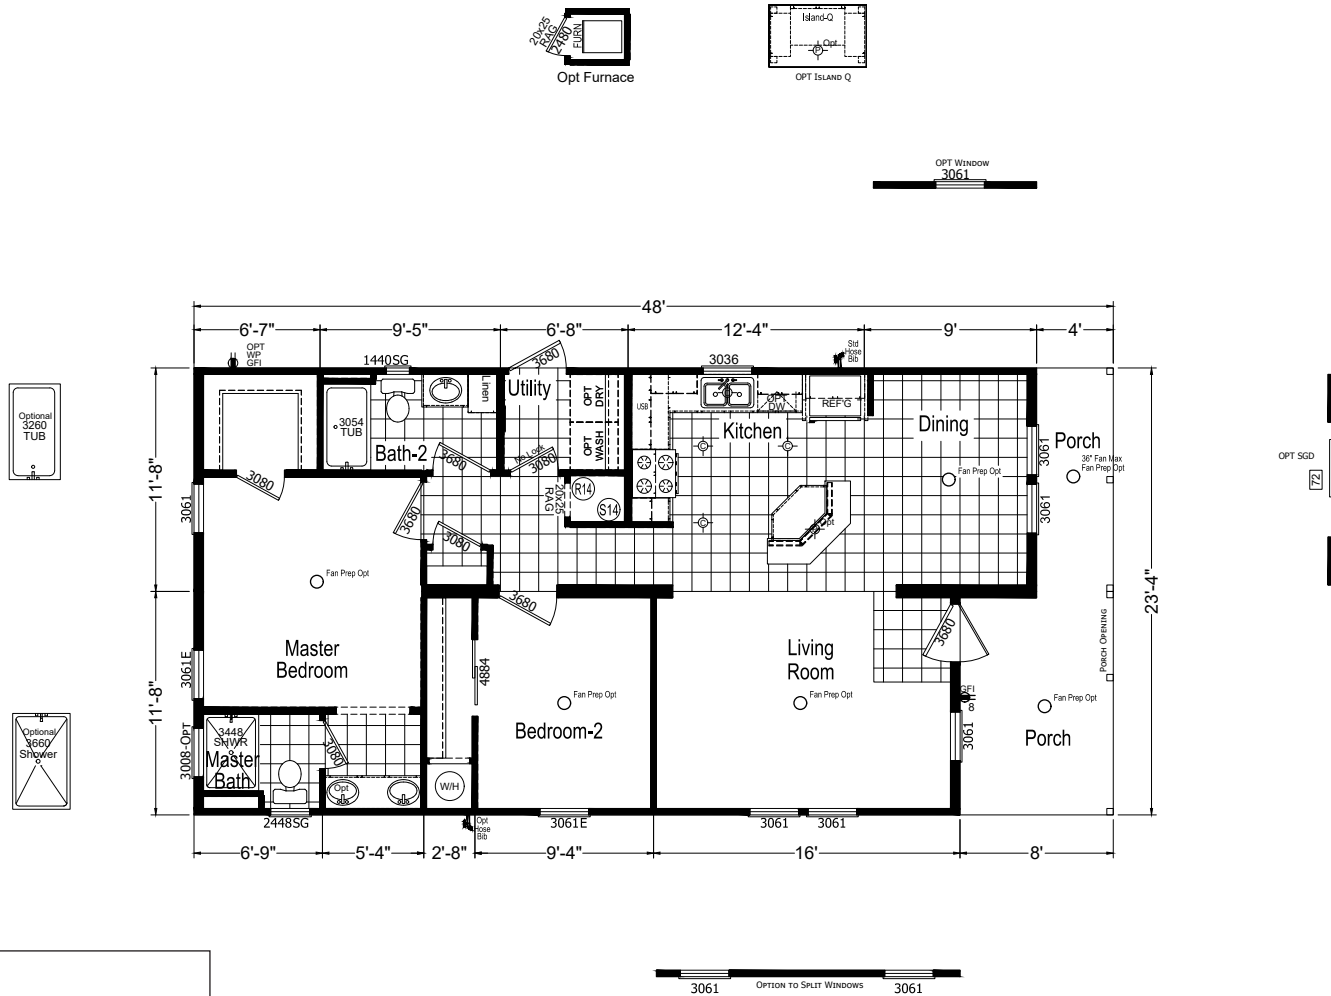 20x25
RAG
2480
FURN
Opt Furnace
Island-Q
Opt
P
OPT ISLAND Q
OPT WINDOW
3061
48'
6'-7"
9'-5"
6'-8"
12'-4"
9'
4'
OPT
WP
GFI
1440SG
3680
3036
Std
Hose
Bib
Optional
3260
TUB
3054
TUB
Bath-2
Linen
Utility
OPT
DRY
OPT
WASH
USB
OPT
DW
REF'G
Kitchen
Dining
Fan Prep Opt
3061
3061
Porch
36" Fan Max
Fan Prep Opt
OPT SGD
72
11'-8"
3061
3080
3680
3680
No Lock
3080
20x25
RAG
R14
S14
3080
Opt
Fan Prep Opt
3680
Master
Bedroom
3061E
4884
Fan Prep Opt
Bedroom-2
Living
Room
Fan Prep Opt
3680
GFI
8
3061
Fan Prep Opt
Porch
PORCH OPENING
23'-4"
11'-8"
Optional
3660
Shower
3008-OPT
3448
SHWR
Master
Bath
3080
Opt
W/H
2448SG
Opt
Hose
Bib
3061E
3061
3061
6'-9"
5'-4"
2'-8"
9'-4"
16'
8'
3061
OPTION TO SPLIT WINDOWS
3061